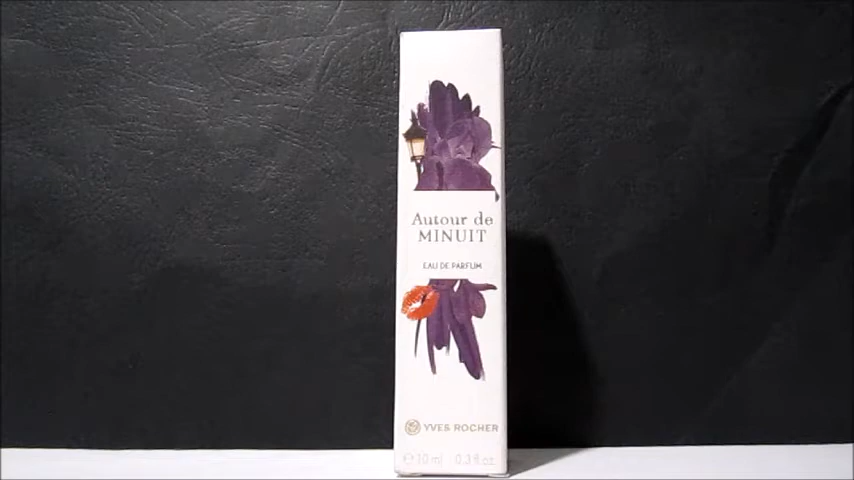 Autour de
MINUIT
EAU DE PARFUM
YVES ROCHER
℮ 10 ml 0.3 fl. oz